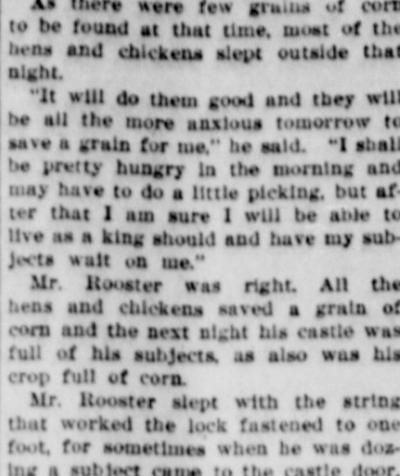 As there were few grains of corn
to be found at that time, most of the
hens and chickens slept outside that
night.
"It will do them good and they will
be all the more anxious tomorrow to
save a grain for me," he said. "I shall
be pretty hungry in the morning and
may have to do a little picking, but af-
ter that I am sure I will be able to
live as a king should and have my sub-
jects wait on me."
Mr. Rooster was right. All the
hens and chickens saved a grain of
corn and the next night his castle was
full of his subjects, as also was his
crop full of corn.
Mr. Rooster slept with the string
that worked the lock fastened to one
foot, for sometimes when he was doz-
ing a subject came to the castle door